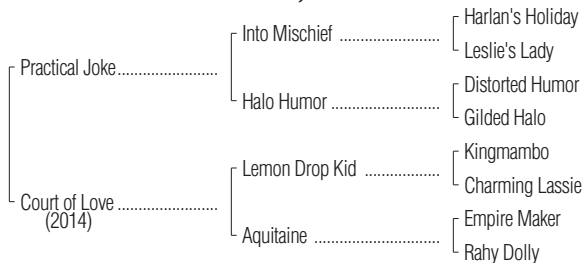 Harlan's Holiday
Into Mischief ....................
Leslie's Lady
Practical Joke ....................
Distorted Humor
Halo Humor ......................
Gilded Halo
Kingmambo
Lemon Drop Kid ...............
Charming Lassie
Court of Love ....................
(2014)
Empire Maker
Aquitaine .........................
Rahy Dolly